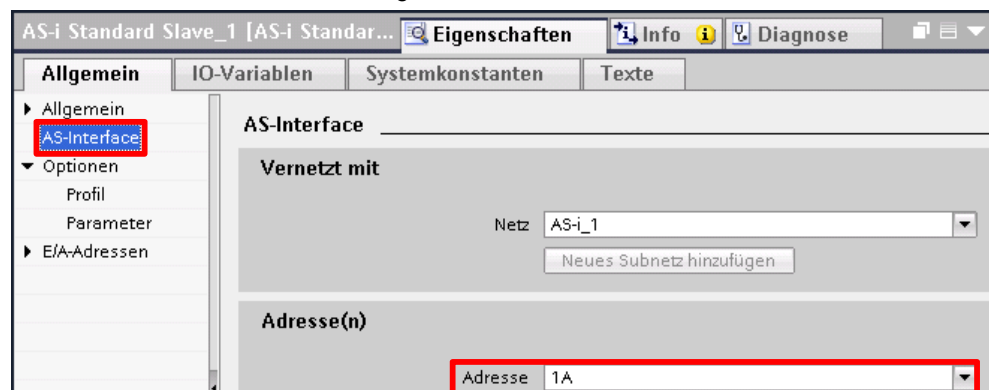 AS-i Standard Slave_1 [AS-i Standar... Eigenschaften Info Diagnose
Allgemein IO-Variablen Systemkonstanten Texte
Allgemein
AS-Interface
Optionen
Profil
Parameter
E/A-Adressen
AS-Interface
Vernetzt mit
Netz AS-i_1
Neues Subnetz hinzufügen
Adresse(n)
Adresse 1A